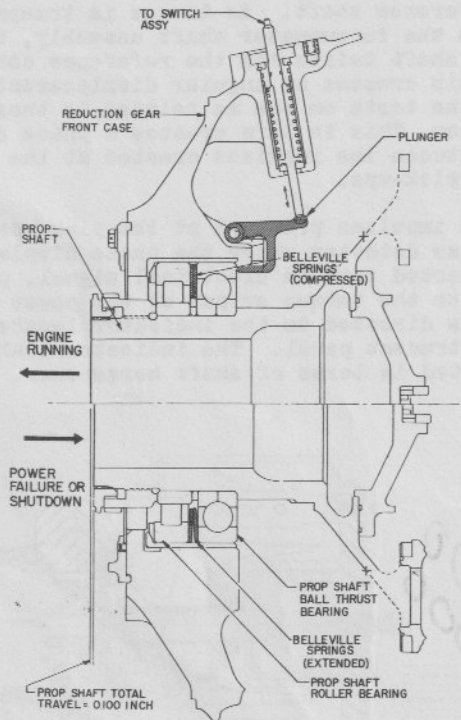 TO SWITCH
ASSY
REDUCTION GEAR
FRONT CASE
PLUNGER
PROP
SHAFT
BELLEVILLE
SPRINGS
(COMPRESSED)
ENGINE
RUNNING
POWER
FAILURE OR
SHUTDOWN
PROP SHAFT
BALL THRUST
BEARING
BELLEVILLE
SPRINGS
(EXTENDED)
PROP SHAFT
ROLLER BEARING
PROP SHAFT TOTAL
TRAVEL = 0.100 INCH